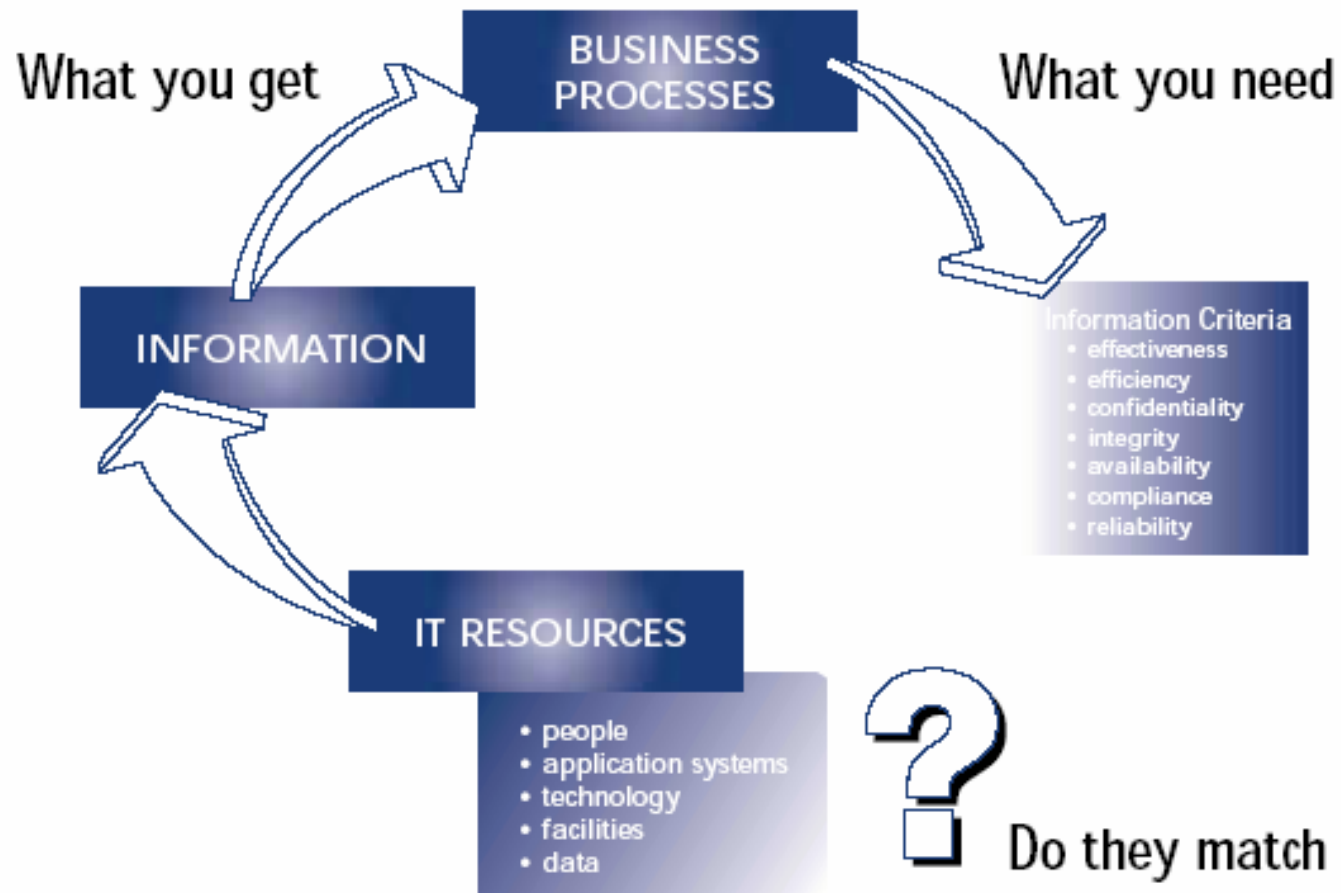 What you get
BUSINESS
PROCESSES
What you need
INFORMATION
Information Criteria
• effectiveness
• efficiency
• confidentiality
• integrity
• availability
• compliance
• reliability
IT RESOURCES
• people
• application systems
• technology
• facilities
• data
?
Do they match